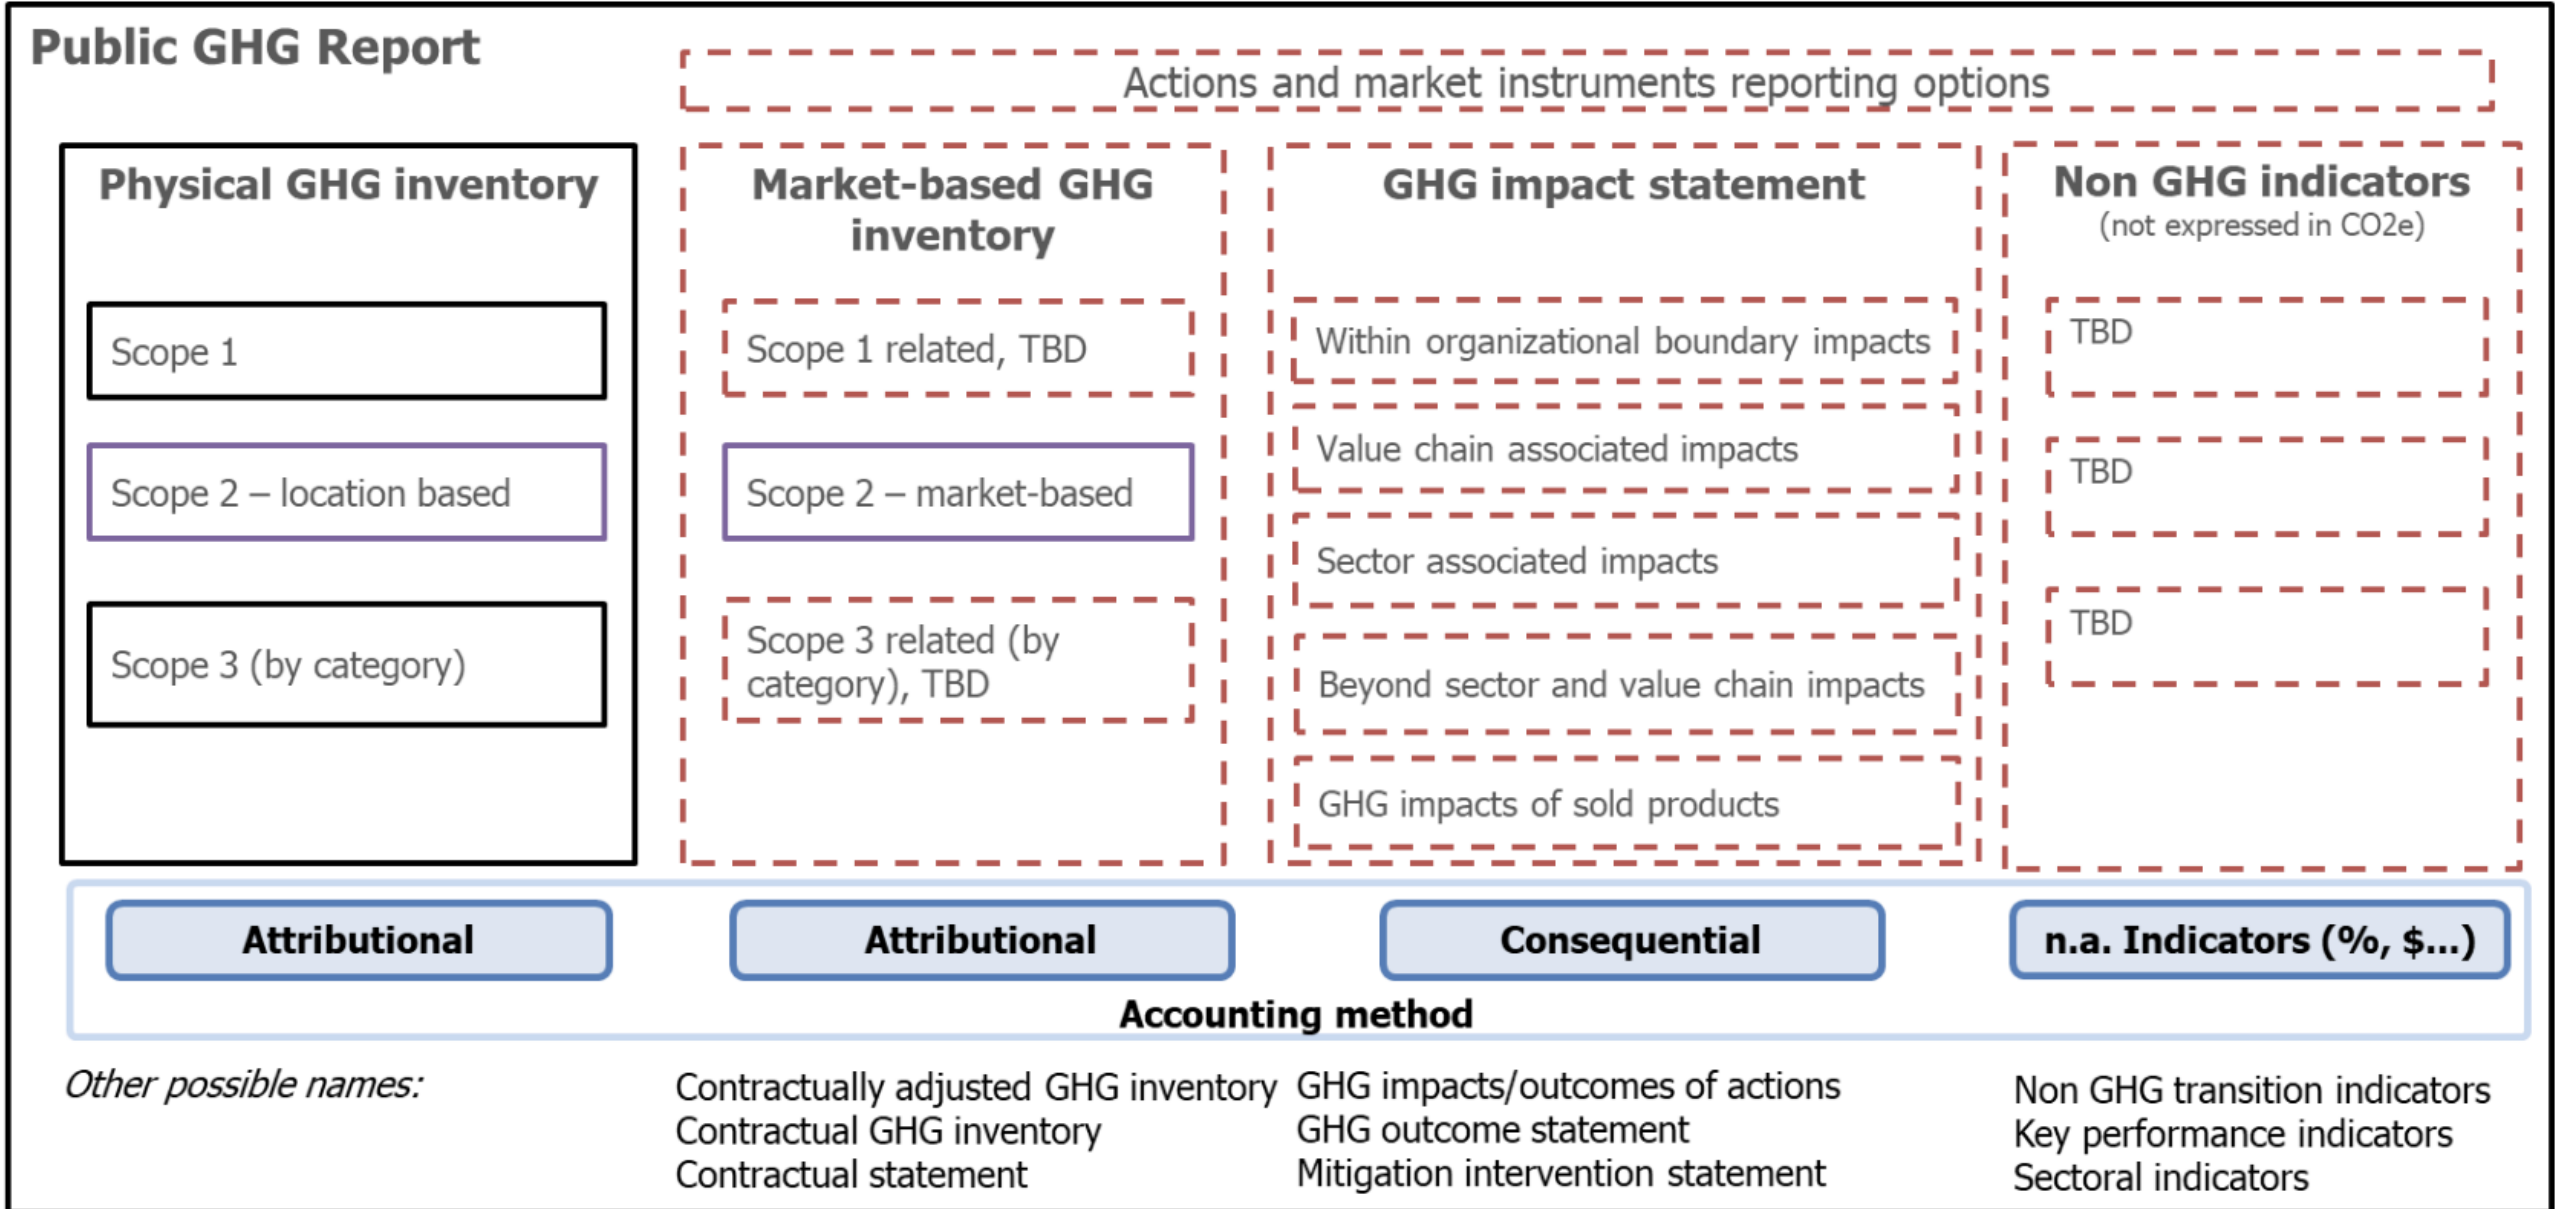 Public GHG Report
Actions and market instruments reporting options
Physical GHG inventory
Scope 1
Scope 2 – location based
Scope 3 (by category)
Market-based GHG
inventory
Scope 1 related, TBD
Scope 2 – market-based
Scope 3 related (by
category), TBD
GHG impact statement
Within organizational boundary impacts
Value chain associated impacts
Sector associated impacts
Beyond sector and value chain impacts
GHG impacts of sold products
Non GHG indicators
(not expressed in CO2e)
TBD
TBD
TBD
Attributional
Attributional
Consequential
n.a. Indicators (%, $...)
Accounting method
Other possible names:
Contractually adjusted GHG inventory
Contractual GHG inventory
Contractual statement
GHG impacts/outcomes of actions
GHG outcome statement
Mitigation intervention statement
Non GHG transition indicators
Key performance indicators
Sectoral indicators